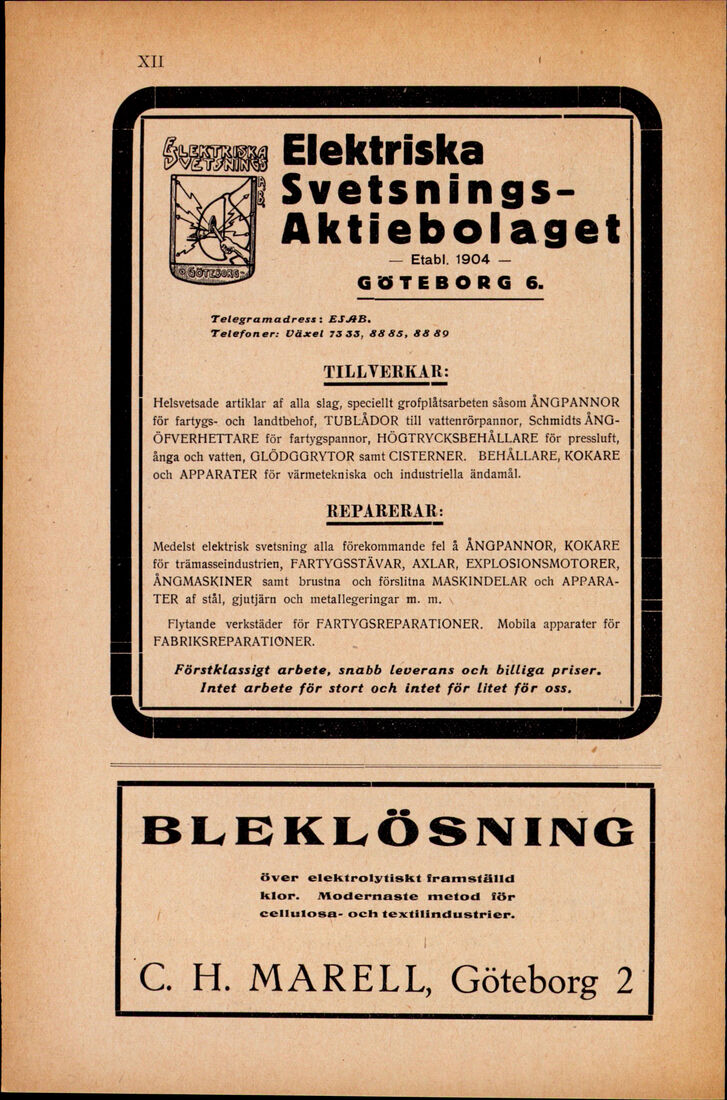 XII
ELEKTRISKA
SVETSNINGS
A.B.
GÖTEBORG
Elektriska
Svetsnings-
Aktiebolaget
— Etabl. 1904 —
GÖTEBORG 6.
Telegramadress: ESAB.
Telefoner: Växel 73 33, 88 85, 88 89
TILLVERKAR:
Helsvetsade artiklar af alla slag, speciellt grofplåtsarbeten såsom ÅNGPANNOR
för fartygs- och landtbehof, TUBLÅDOR till vattenrörpannor, Schmidts ÅNG-
ÖFVERHETTARE för fartygspannor, HÖGTRYCKSBEHÅLLARE för pressluft,
ånga och vatten, GLÖDGGRYTOR samt CISTERNER. BEHÅLLARE, KOKARE
och APPARATER för värmetekniska och industriella ändamål.
REPARERAR:
Medelst elektrisk svetsning alla förekommande fel å ÅNGPANNOR, KOKARE
för trämasseindustrien, FARTYGSSTÄVAR, AXLAR, EXPLOSIONSMOTORER,
ÅNGMASKINER samt brustna och förslitna MASKINDELAR och APPARA-
TER af stål, gjutjärn och metallegeringar m. m.
Flytande verkstäder för FARTYGSREPARATIONER. Mobila apparater för
FABRIKSREPARATIONER.
Förstklassigt arbete, snabb leverans och billiga priser.
Intet arbete för stort och intet för litet för oss.
BLEKLÖSNING
över elektrolytiskt framställd
klor. Modernaste metod för
cellulosa- och textilindustrier.
C. H. MARELL, Göteborg 2